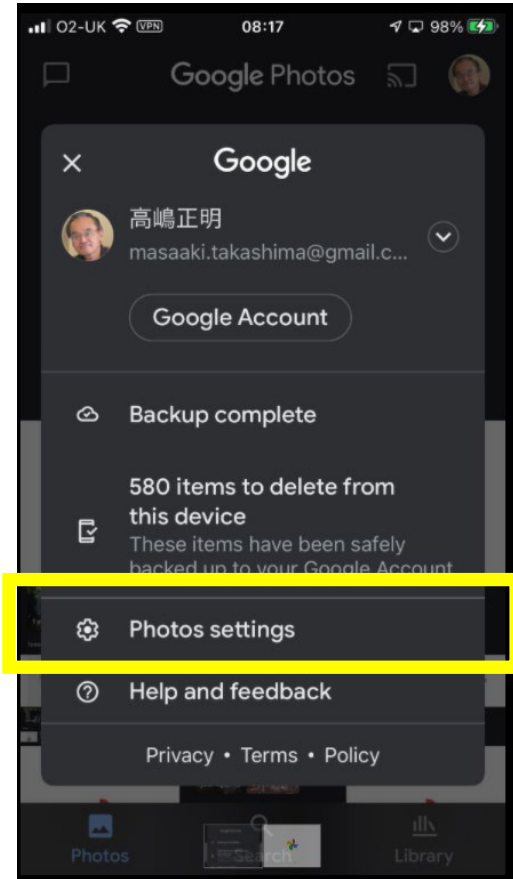 O2-UK VPN 08:17 98%
Google Photos
Google
高嶋正明
masaaki.takashima@gmail.c...
Google Account
Backup complete
580 items to delete from
this device
These items have been safely
backed up to your Google Account
Photos settings
Help and feedback
Privacy • Terms • Policy
Photos Search Library